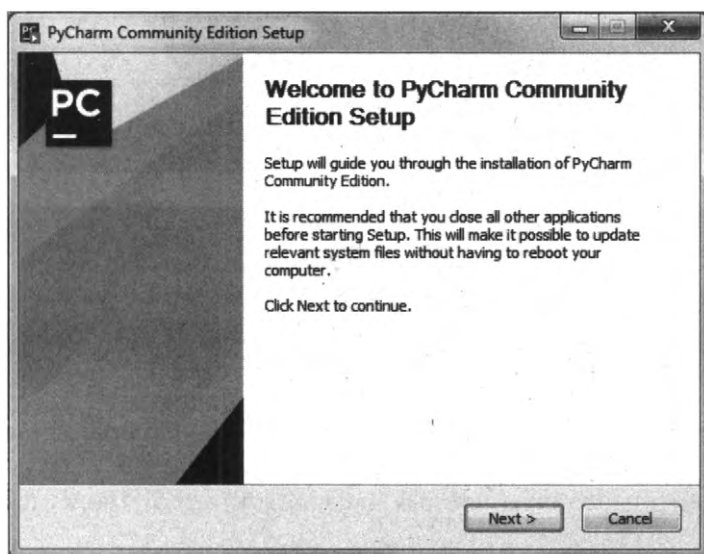 PyCharm Community Edition Setup
PC
Welcome to PyCharm Community
Edition Setup
Setup will guide you through the installation of PyCharm
Community Edition.
It is recommended that you close all other applications
before starting Setup. This will make it possible to update
relevant system files without having to reboot your
computer.
Click Next to continue.
Next >
Cancel